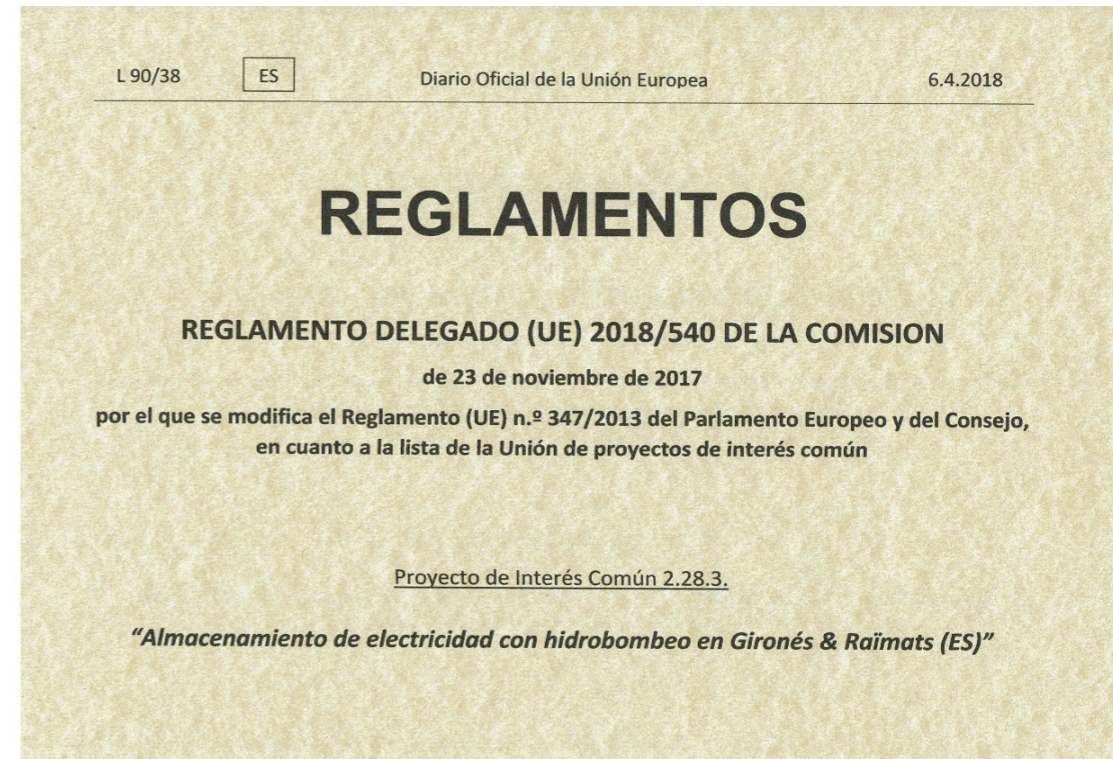 L 90/38 ES Diario Oficial de la Unión Europea 6.4.2018
REGLAMENTOS
REGLAMENTO DELEGADO (UE) 2018/540 DE LA COMISION
de 23 de noviembre de 2017
por el que se modifica el Reglamento (UE) n.º 347/2013 del Parlamento Europeo y del Consejo,
en cuanto a la lista de la Unión de proyectos de interés común
Proyecto de Interés Común 2.28.3.
“Almacenamiento de electricidad con hidrobombeo en Gironés & Raïmats (ES)”